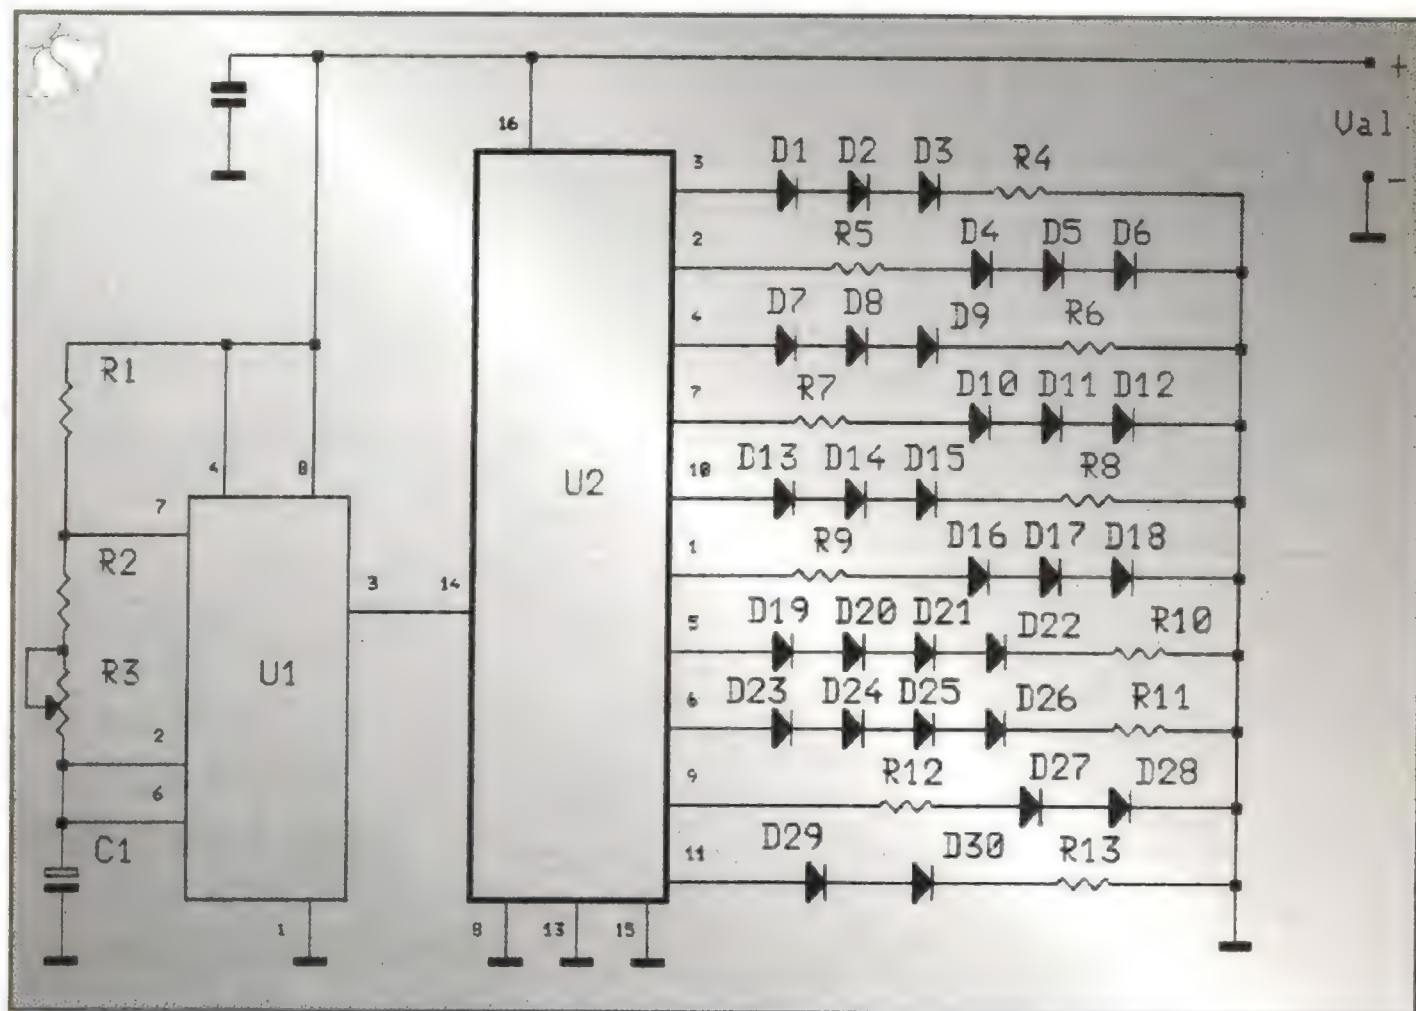 +
Val
-
16
3 D1 D2 D3 R4
2 R5 D4 D5 D6
4 D7 D8 D9 R6
7 R7 D10 D11 D12
10 D13 D14 D15 R8
1 R9 D16 D17 D18
5 D19 D20 D21 D22 R10
6 D23 D24 D25 D26 R11
9 R12 D27 D28
11 D29 D30 R13
U2
R1
4 8
7
R2
3 14
R3
U1
2
6
C1
1
8 13 15